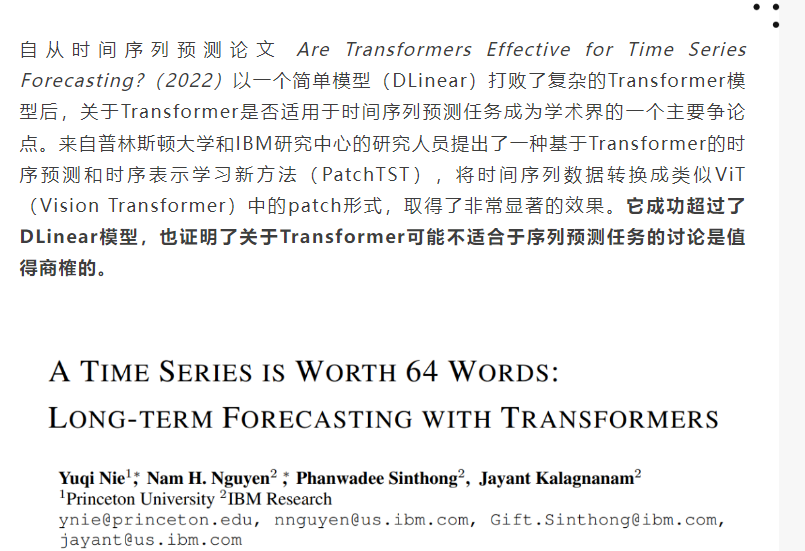 自从时间序列预测论文 Are Transformers Effective for Time Series
Forecasting?（2022）以一个简单模型（DLinear）打败了复杂的Transformer模
型后，关于Transformer是否适用于时间序列预测任务成为学术界的一个主要争论
点。来自普林斯顿大学和IBM研究中心的研究人员提出了一种基于Transformer的时
序预测和时序表示学习新方法（PatchTST），将时间序列数据转换成类似ViT
（Vision Transformer）中的patch形式，取得了非常显著的效果。它成功超过了
DLinear模型，也证明了关于Transformer可能不适合于序列预测任务的讨论是值
得商榷的。
A TIME SERIES IS WORTH 64 WORDS:
LONG-TERM FORECASTING WITH TRANSFORMERS
Yuqi Nie¹*, Nam H. Nguyen² *, Phanwadee Sinthong², Jayant Kalagnanam²
¹Princeton University ²IBM Research
ynie@princeton.edu, nnguyen@us.ibm.com, Gift.Sinthong@ibm.com,
jayant@us.ibm.com